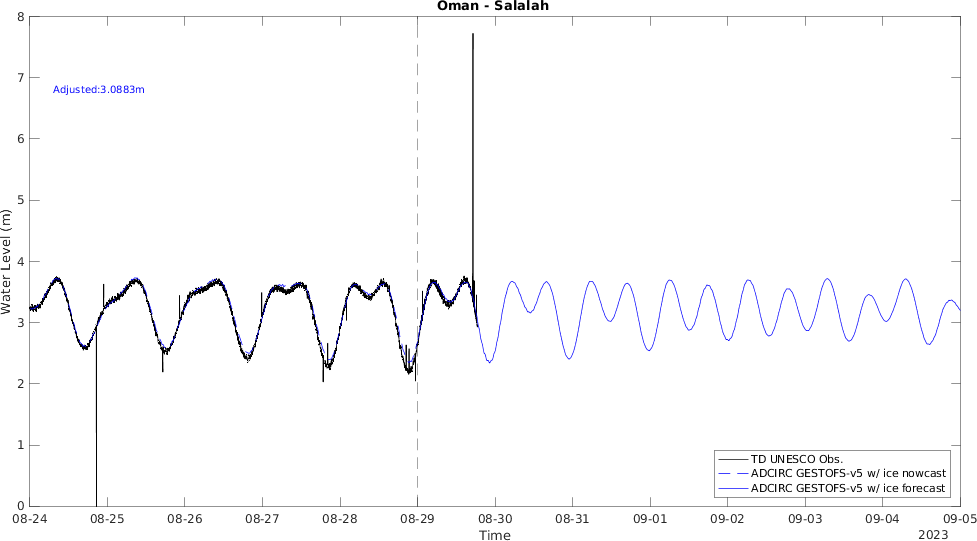 Oman - Salalah
8
7
6
5
4
3
2
1
0
Water Level (m)
Adjusted:3.0883m
TD UNESCO Obs.
ADCIRC GESTOFS-v5 w/ ice nowcast
ADCIRC GESTOFS-v5 w/ ice forecast
08-24 08-25 08-26 08-27 08-28 08-29 08-30 08-31 09-01 09-02 09-03 09-04 09-05
Time
2023